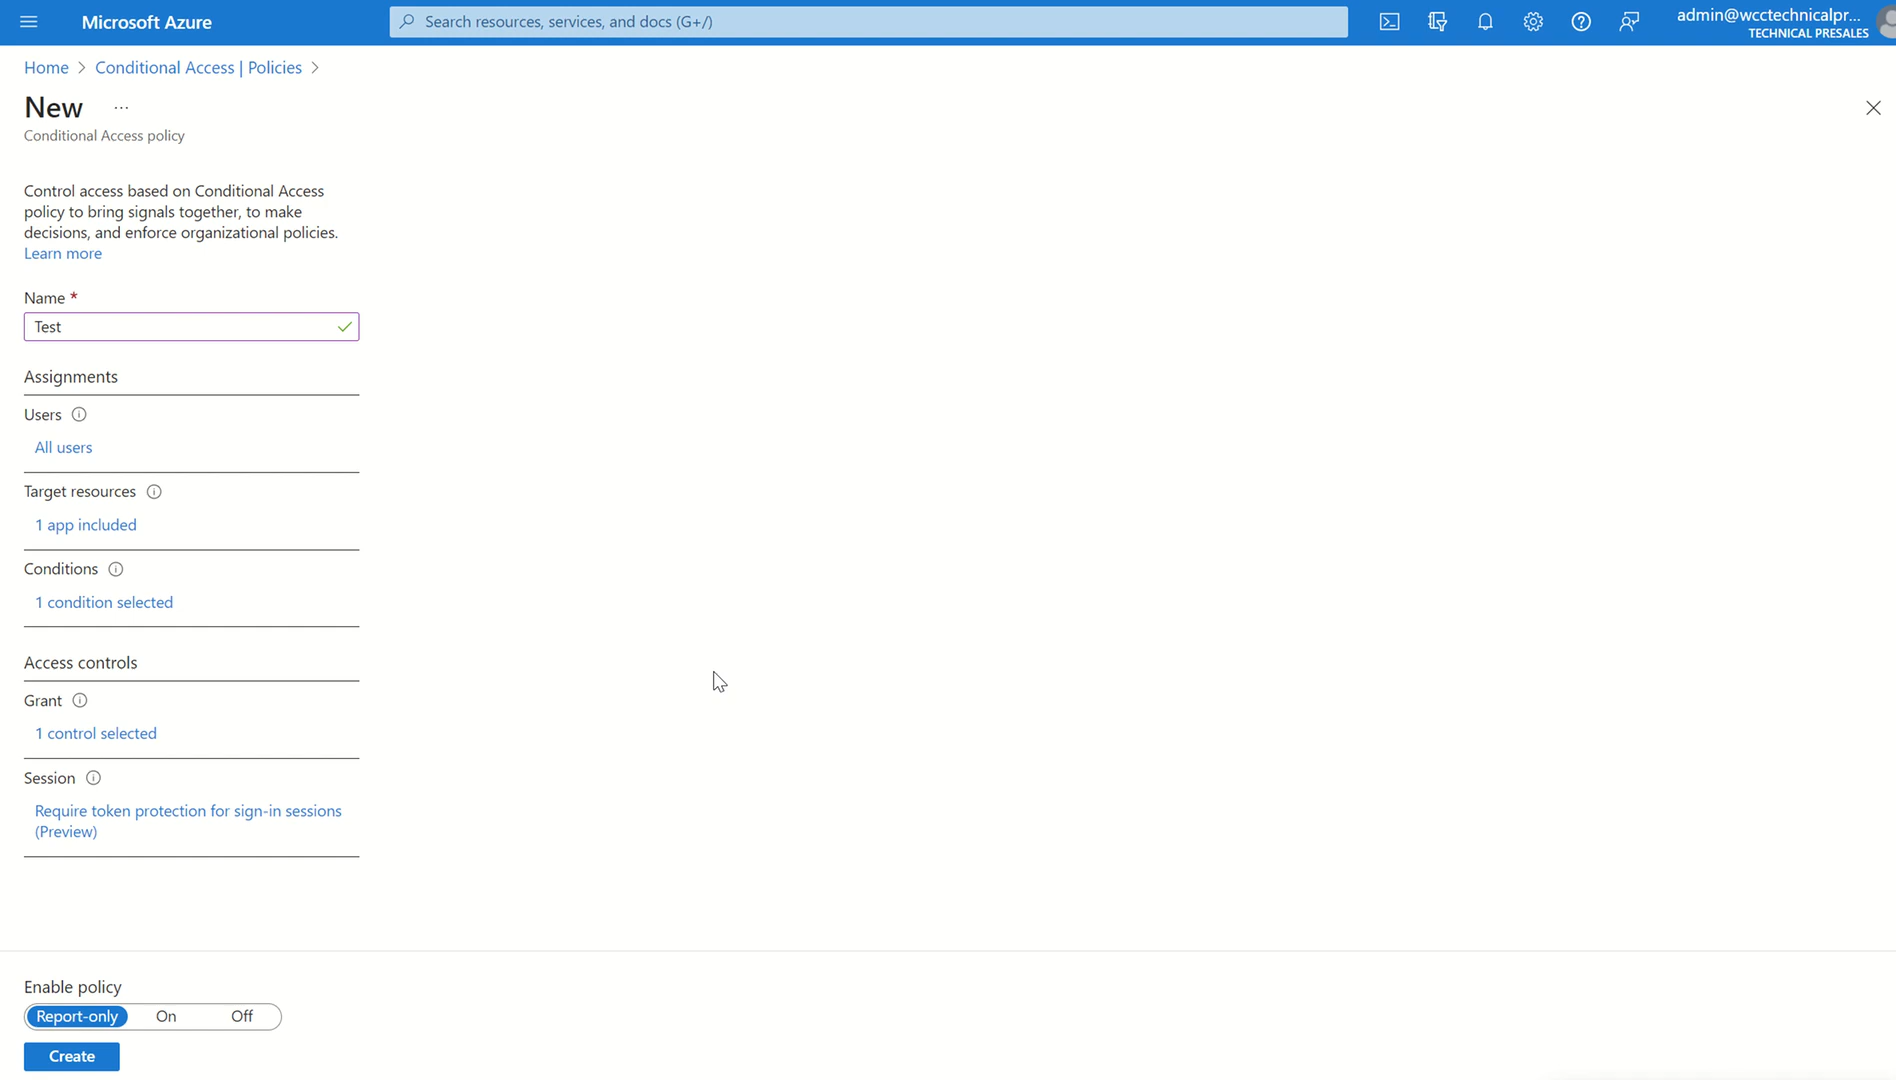 Microsoft Azure
Search resources, services, and docs (G+/)
admin@wcctechnicalpr...
TECHNICAL PRESALES
Home > Conditional Access | Policies >
New ...
Conditional Access policy
Control access based on Conditional Access
policy to bring signals together, to make
decisions, and enforce organizational policies.
Learn more
Name *
Test
Assignments
Users
All users
Target resources
1 app included
Conditions
1 condition selected
Access controls
Grant
1 control selected
Session
Require token protection for sign-in sessions
(Preview)
Enable policy
Report-only On Off
Create